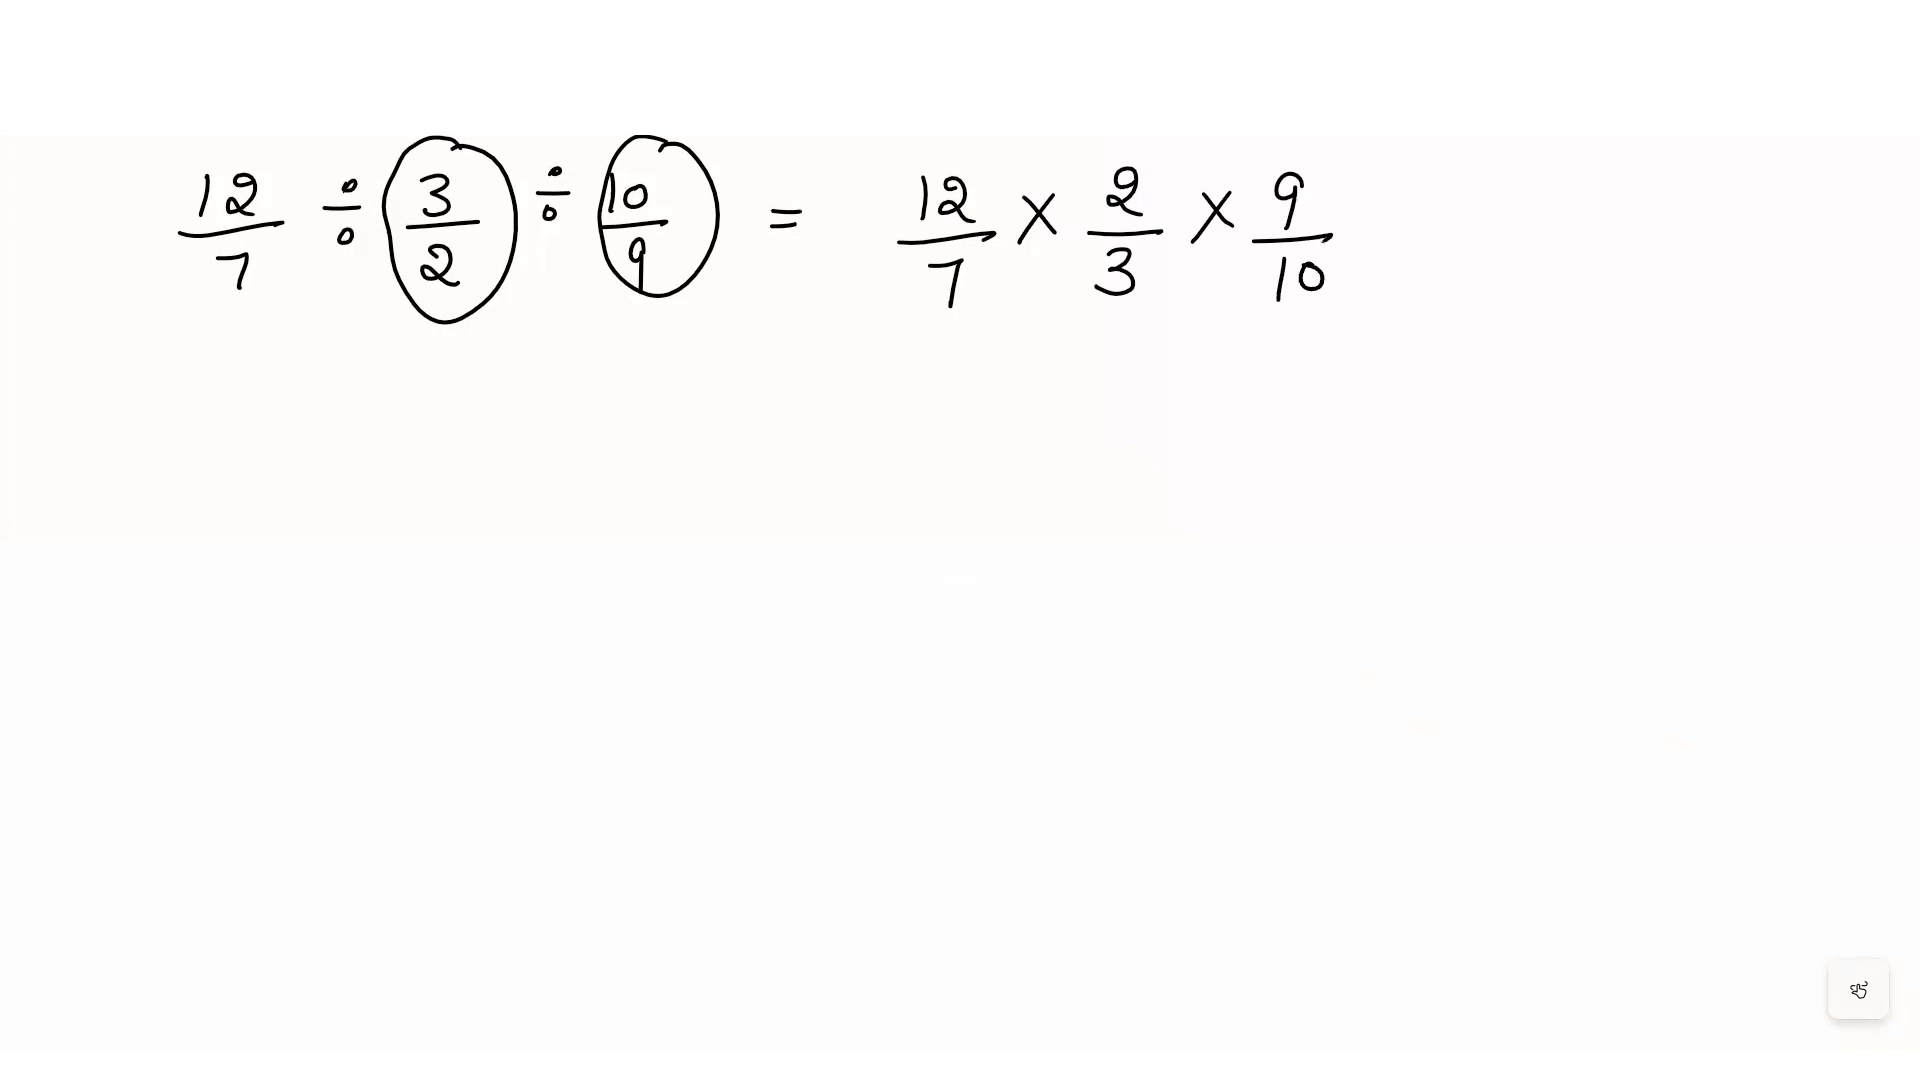 12/7 ÷ 3/2 ÷ 10/9 = 12/7 × 2/3 × 9/10